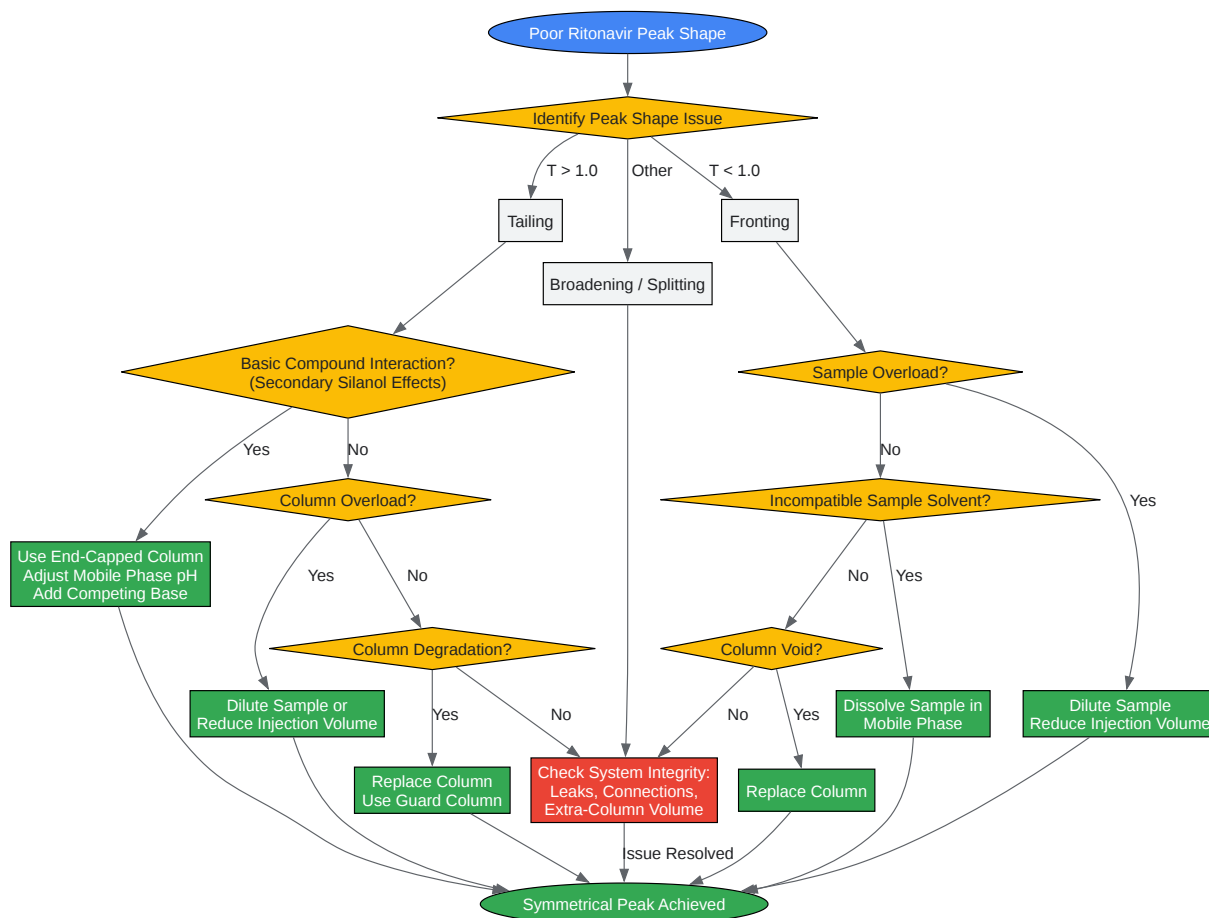 Poor Ritonavir Peak Shape
Identify Peak Shape Issue
T > 1.0
Other
T < 1.0
Tailing
Fronting
Broadening / Splitting
Basic Compound Interaction?
(Secondary Silanol Effects)
Sample Overload?
Yes
No
No
Column Overload?
Incompatible Sample Solvent?
Yes
Use End-Capped Column
Adjust Mobile Phase pH
Add Competing Base
Yes
No
No
Yes
Column Degradation?
Column Void?
Dilute Sample or
Reduce Injection Volume
Yes
No
No
Yes
Dissolve Sample in
Mobile Phase
Dilute Sample
Reduce Injection Volume
Replace Column
Use Guard Column
Check System Integrity:
Leaks, Connections,
Extra-Column Volume
Replace Column
Issue Resolved
Symmetrical Peak Achieved